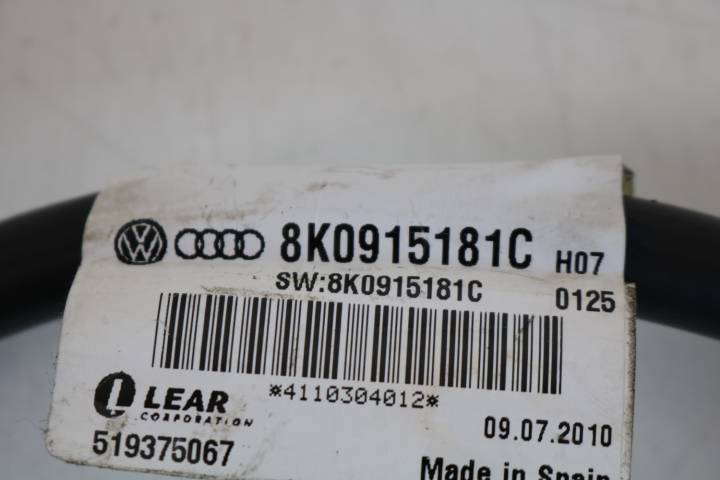 8K0915181C H07
SW:8K0915181C 0125
*4110304012*
LEAR
CORPORATION
09.07.2010
519375067
Made in Spain